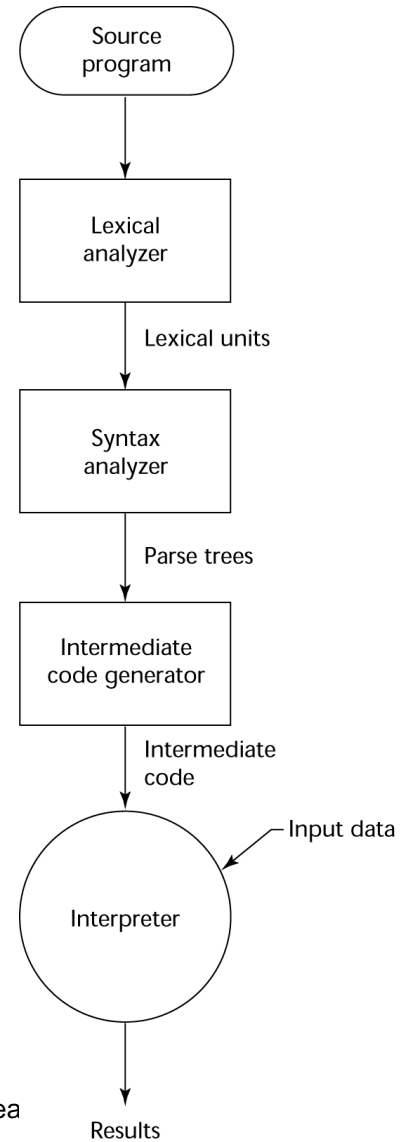 Source
program
Lexical
analyzer
Lexical units
Syntax
analyzer
Parse trees
Intermediate
code generator
Intermediate
code
Input data
Interpreter
ea
Results